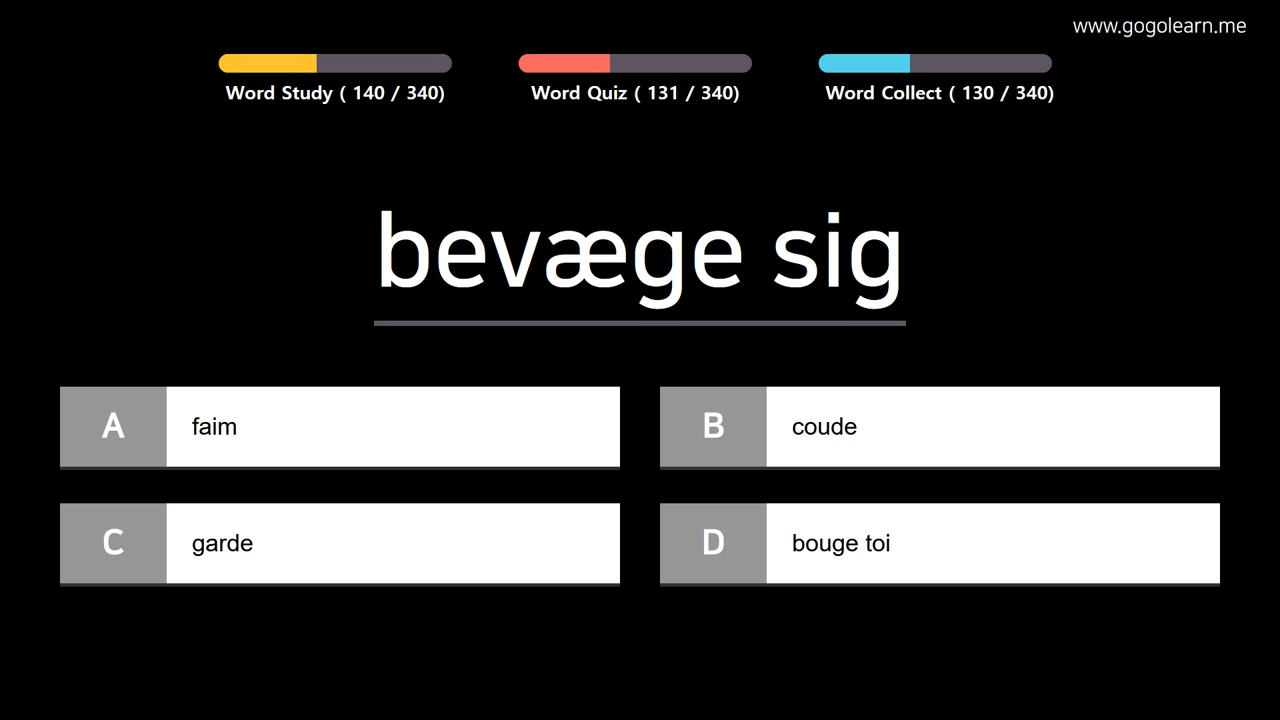 www.gogolearn.me
Word Study ( 140 / 340)
Word Quiz ( 131 / 340)
Word Collect ( 130 / 340)
bevæge sig
A faim
B coude
C garde
D bouge toi